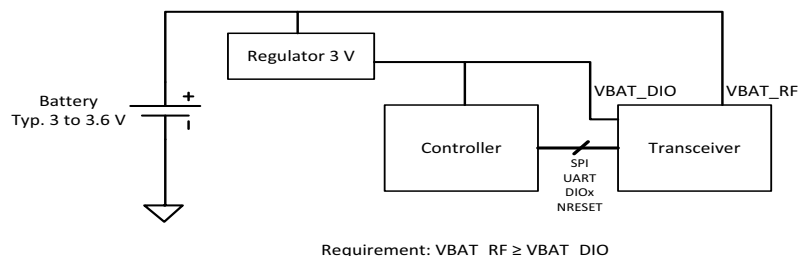 Regulator 3 V
VBAT_DIO
VBAT_RF
Battery
Typ. 3 to 3.6 V
+
Controller
Transceiver
SPI
UART
DIOx
NRESET
Requirement: VBAT_RF ≥ VBAT_DIO